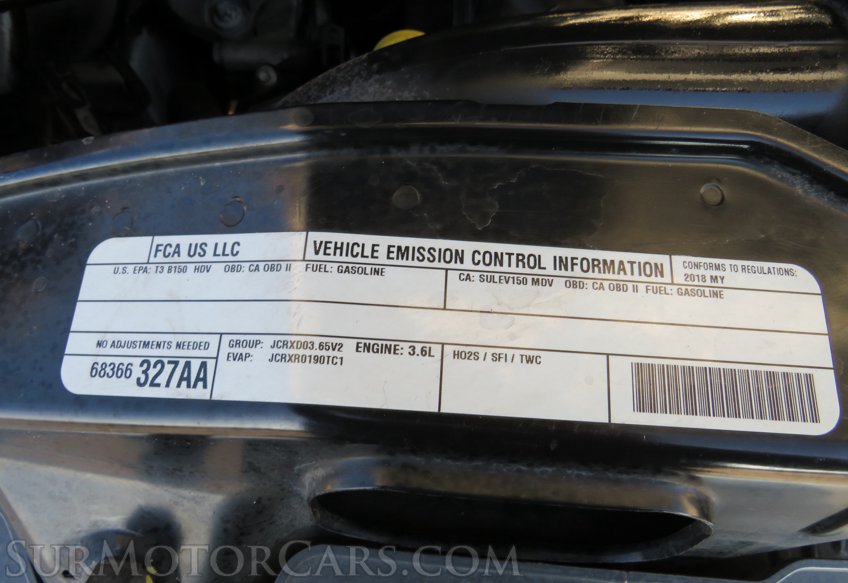 FCA US LLC
VEHICLE EMISSION CONTROL INFORMATION
CONFORMS TO REGULATIONS:
2018 MY
U.S. EPA: T3 B150 HDV OBD: CA OBD II FUEL: GASOLINE
CA: SULEV150 MDV OBD: CA OBD II FUEL: GASOLINE
NO ADJUSTMENTS NEEDED
68366 327AA
GROUP: JCRXD03.65V2 ENGINE: 3.6L
EVAP: JCRXR0190TC1
HO2S / SFI / TWC
SURMOTORCARS.COM